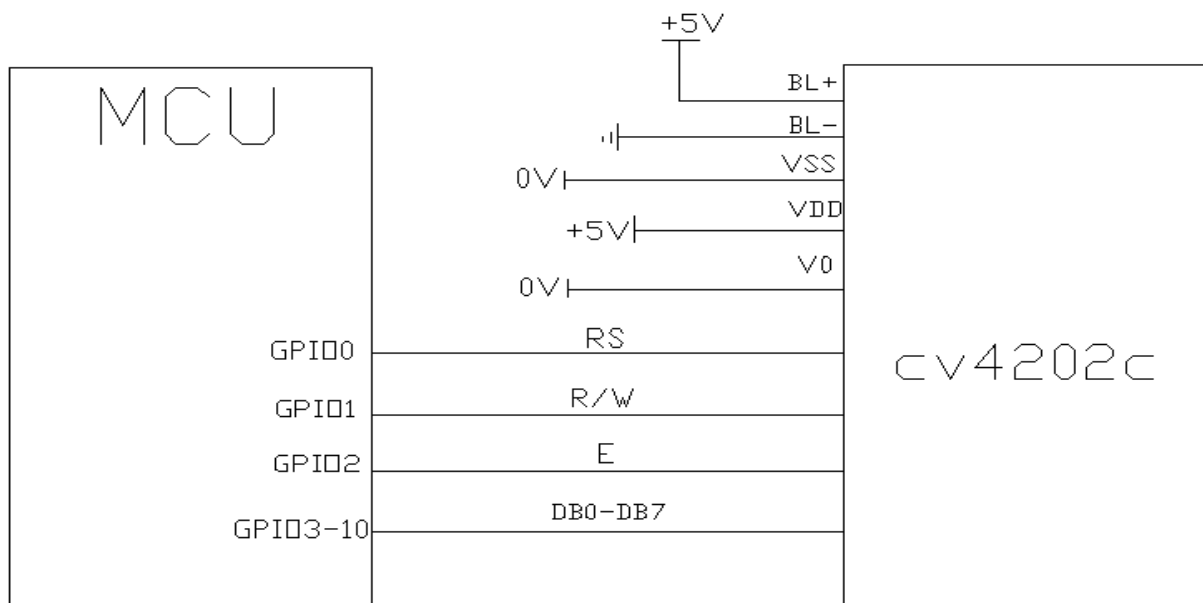 +5V
MCU
BL+
BL-
VSS
0V
VDD
+5V
V0
0V
GPIO0
RS
cv4202c
GPIO1
R/W
GPIO2
E
GPIO3-10
DB0-DB7